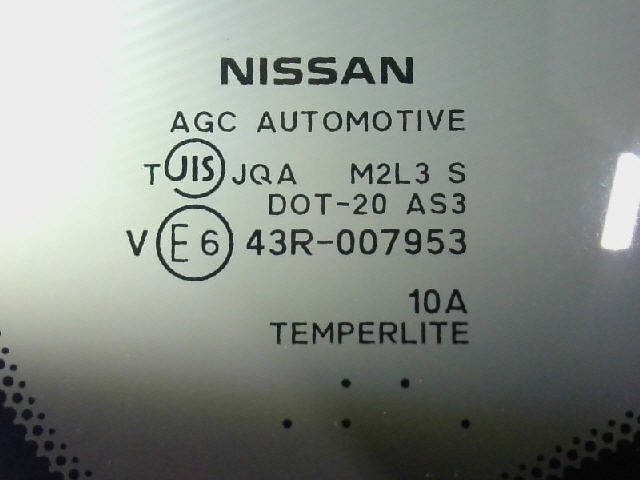 NISSAN
AGC AUTOMOTIVE
T JIS JQA M2L3 S
DOT-20 AS3
V E6 43R-007953
10A
TEMPERLITE